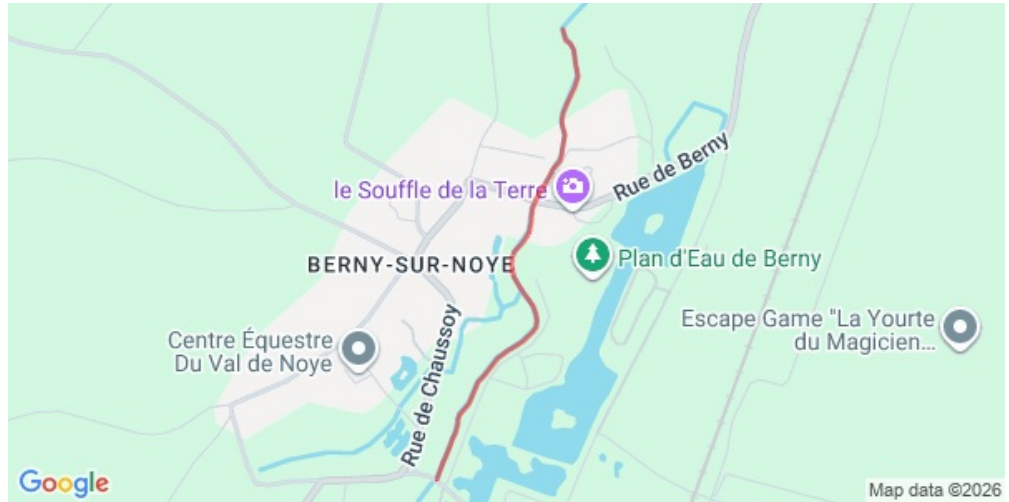 Rue de Berny
le Souffle de la Terre
BERNY-SUR-NOYE
Plan d'Eau de Berny
Escape Game "La Yourte
du Magicien...
Centre Équestre
Du Val de Noye
Rue de Chaussoy
Google
Map data ©2026